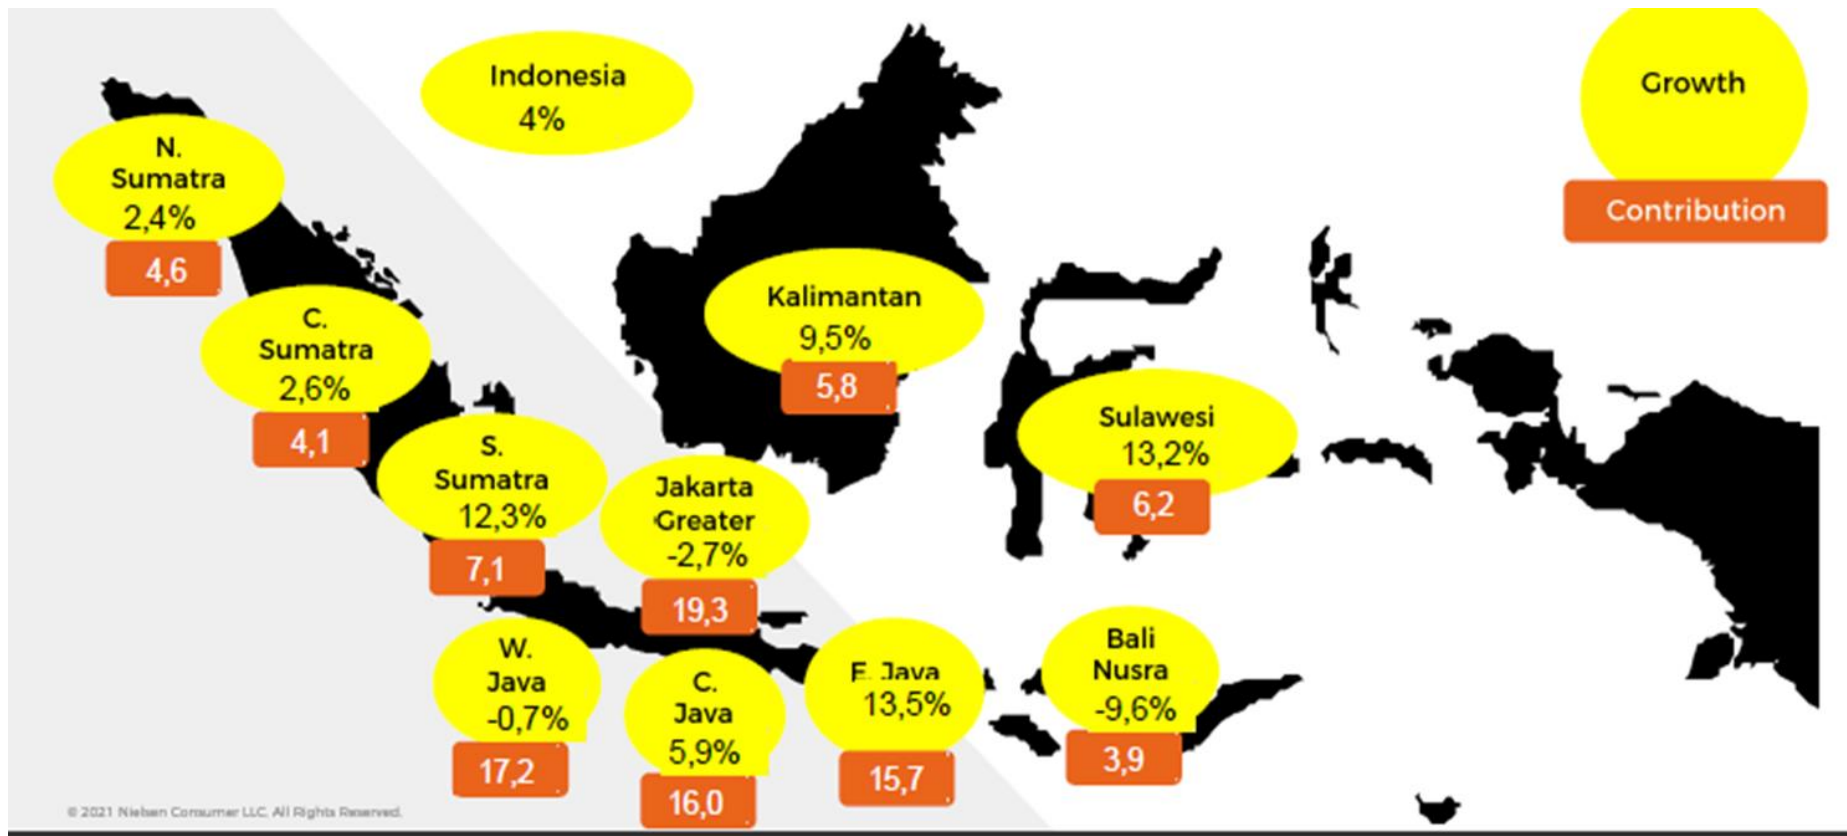 Indonesia
4%
Growth
Contribution
N.
Sumatra
2,4%
4,6
C.
Sumatra
2,6%
4,1
S.
Sumatra
12,3%
7,1
Jakarta
Greater
-2,7%
19,3
Kalimantan
9,5%
5,8
Sulawesi
13,2%
6,2
W.
Java
-0,7%
17,2
C.
Java
5,9%
16,0
E. Java
13,5%
15,7
Bali
Nusra
-9,6%
3,9
© 2021 Nielsen Consumer LLC. All Rights Reserved.